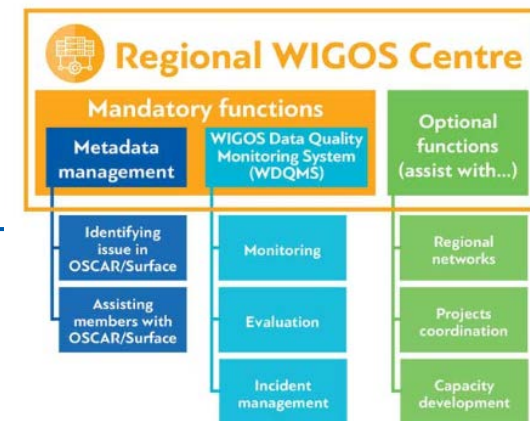 Regional WIGOS Centre
Mandatory functions
Metadata
management
WIGOS Data Quality
Monitoring System
(WDQMS)
Optional
functions
(assist with...)
Identifying
issue in
OSCAR/Surface
Assisting
members with
OSCAR/Surface
Monitoring
Evaluation
Incident
management
Regional
networks
Projects
coordination
Capacity
development